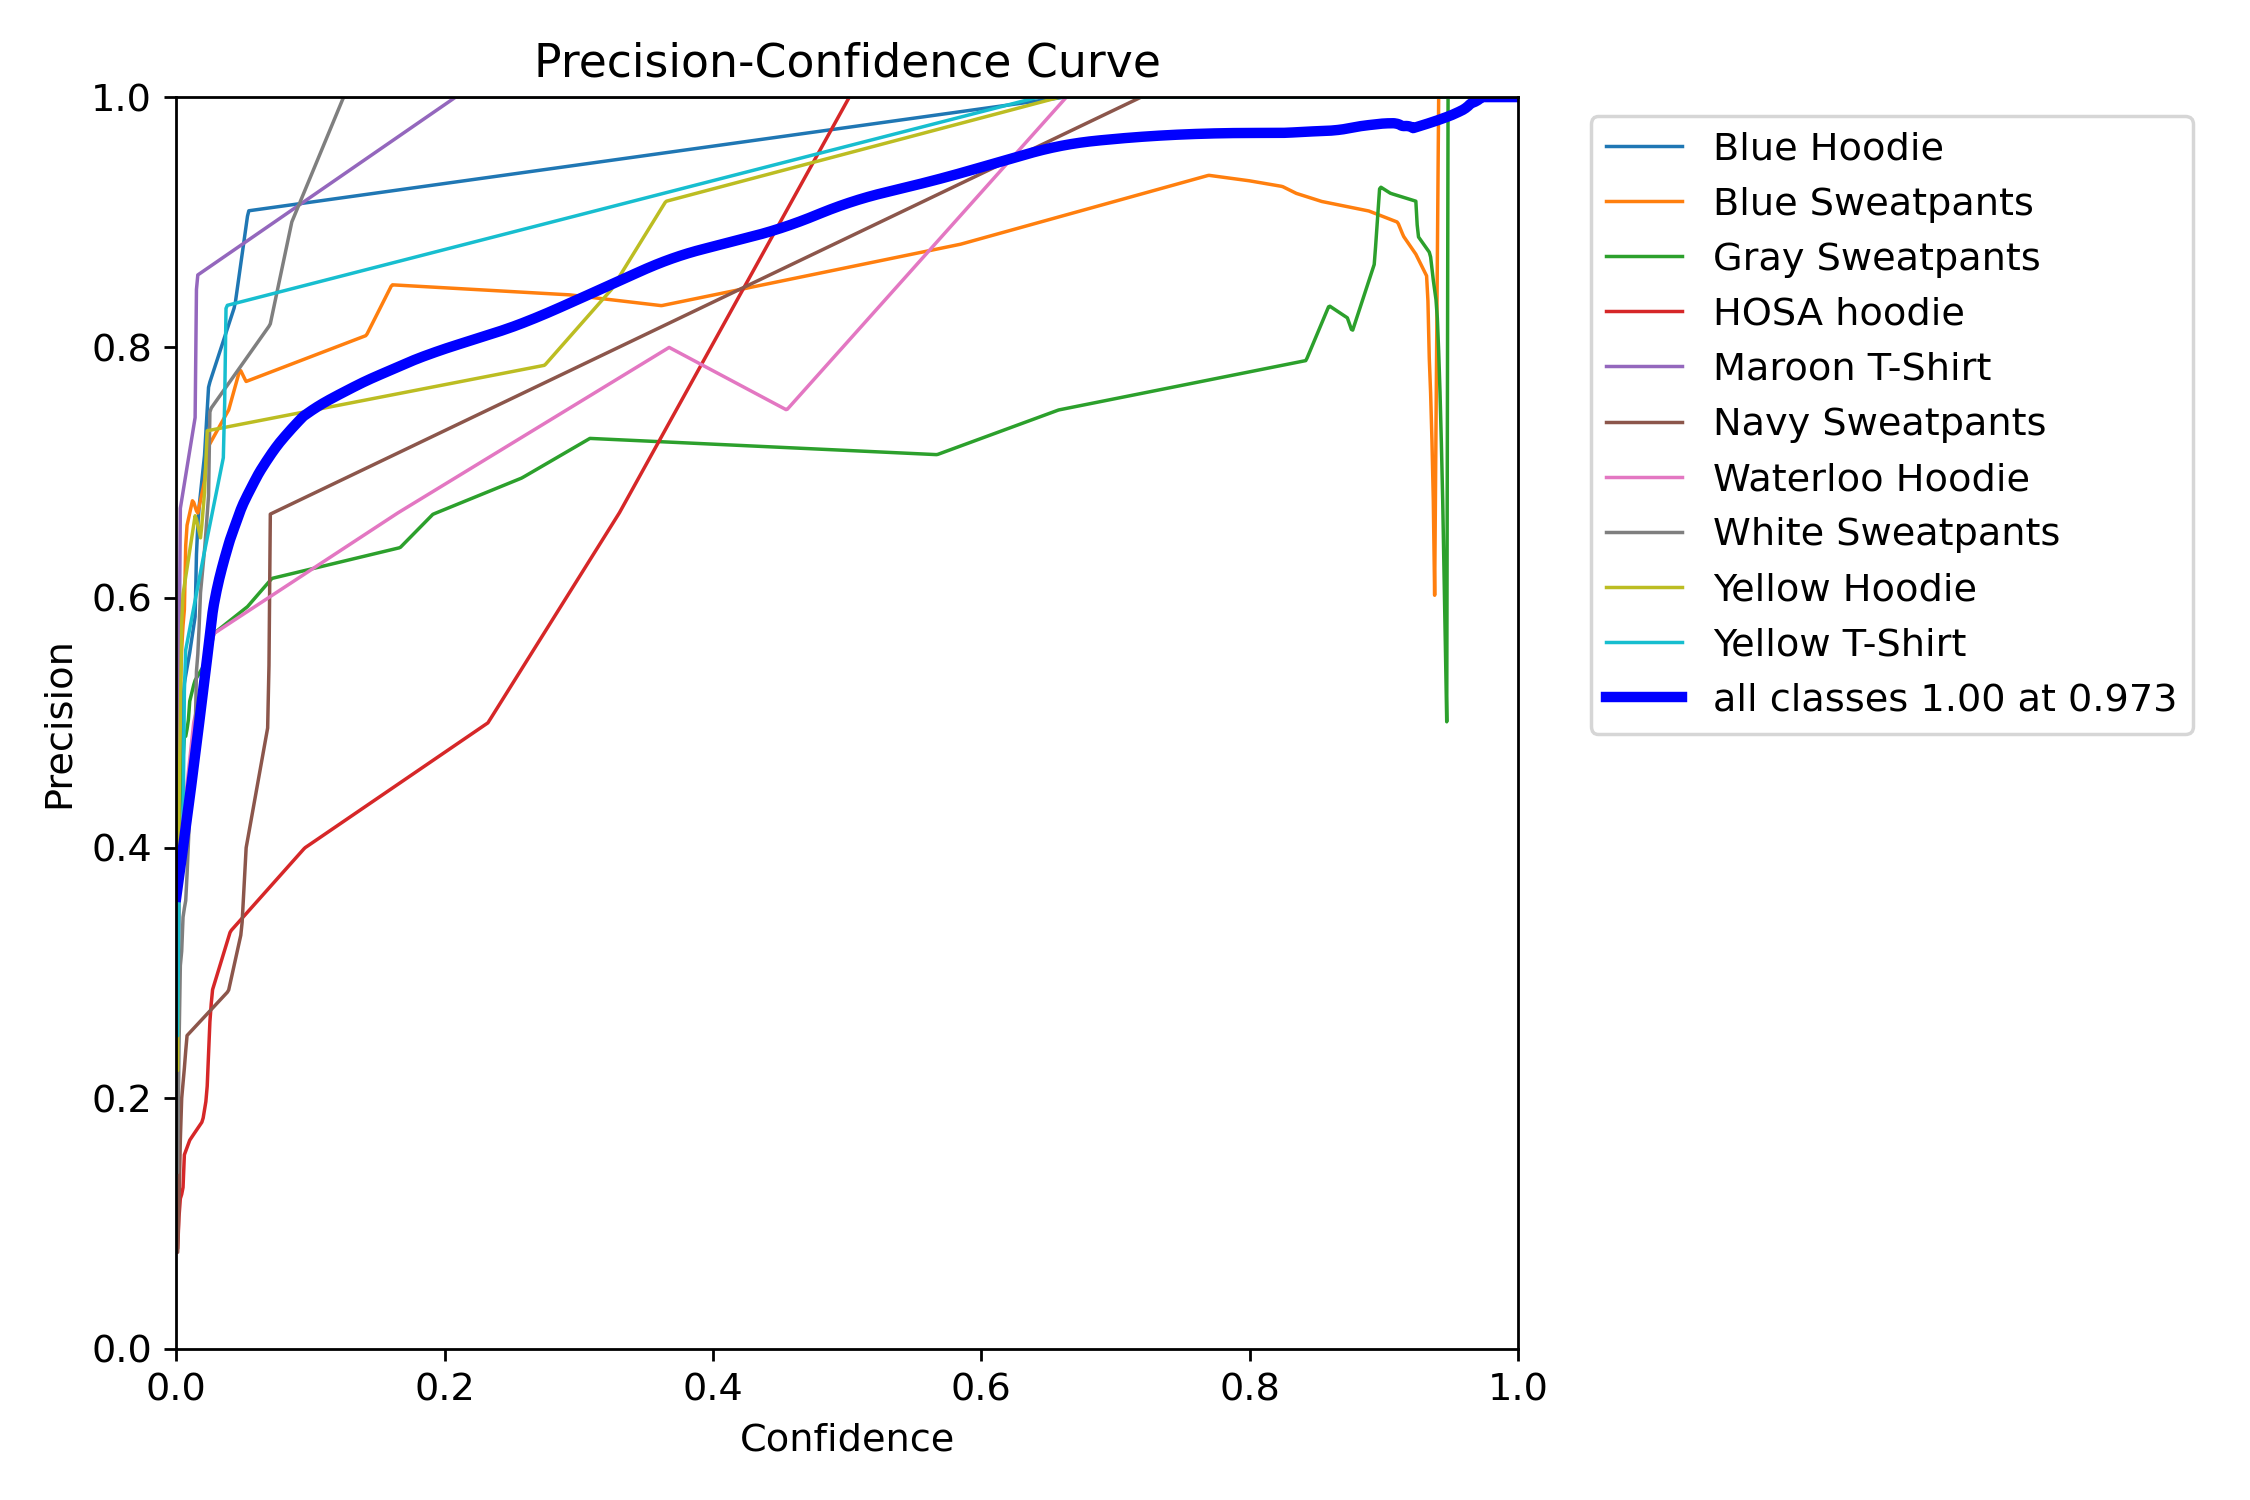 Precision-Confidence Curve
1.0
0.8
0.6
0.4
0.2
0.0
Precision
0.0 0.2 0.4 0.6 0.8 1.0
Confidence
Blue Hoodie
Blue Sweatpants
Gray Sweatpants
HOSA hoodie
Maroon T-Shirt
Navy Sweatpants
Waterloo Hoodie
White Sweatpants
Yellow Hoodie
Yellow T-Shirt
all classes 1.00 at 0.973